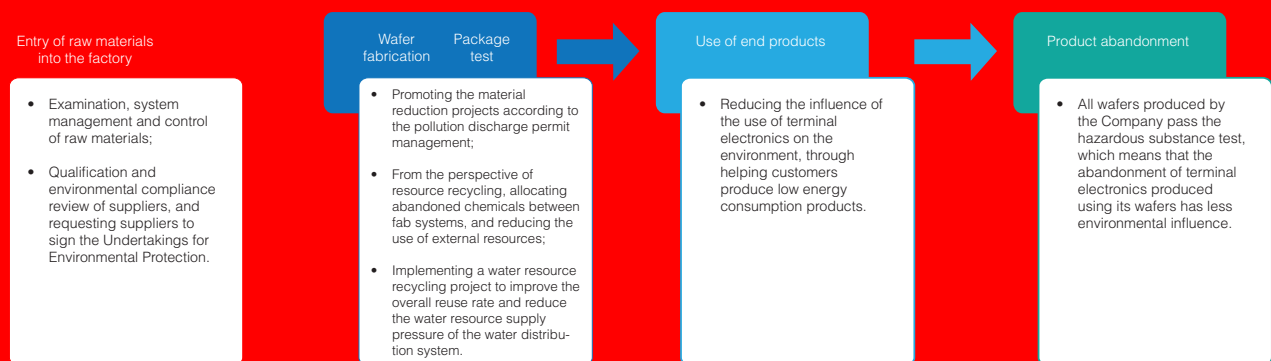 Entry of raw materials
into the factory
• Examination, system
management and control
of raw materials;
• Qualification and
environmental compliance
review of suppliers, and
requesting suppliers to
sign the Undertakings for
Environmental Protection.
Wafer
fabrication
Package
test
• Promoting the material
reduction projects according to
the pollution discharge permit
management;
• From the perspective of
resource recycling, allocating
abandoned chemicals between
fab systems, and reducing the
use of external resources;
• Implementing a water resource
recycling project to improve the
overall reuse rate and reduce
the water resource supply
pressure of the water distribu-
tion system.
Use of end products
• Reducing the influence of
the use of terminal
electronics on the
environment, through
helping customers
produce low energy
consumption products.
Product abandonment
• All wafers produced by
the Company pass the
hazardous substance test,
which means that the
abandonment of terminal
electronics produced
using its wafers has less
environmental influence.